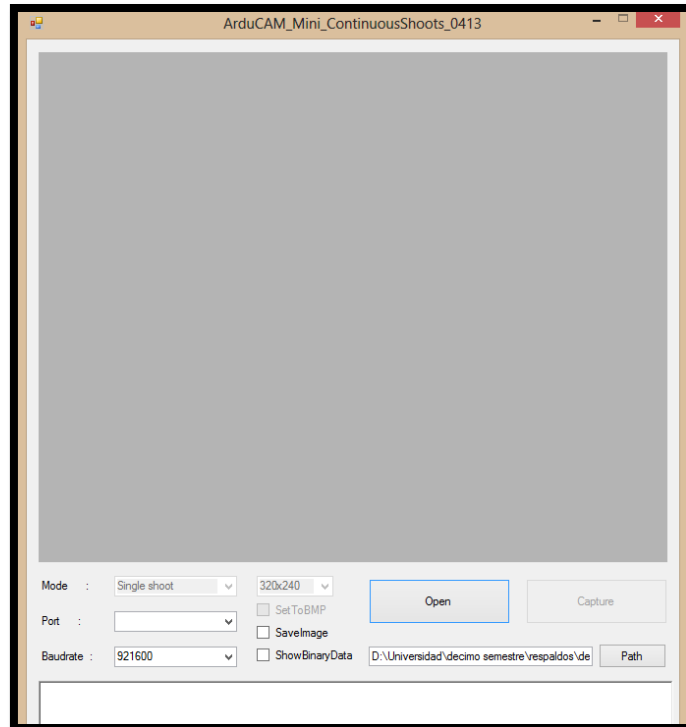 ArduCAM_Mini_ContinuousShoots_0413
Mode : Single shoot 320x240 Open Capture
SetToBMP
Port :
SaveImage
Baudrate : 921600 ShowBinaryData D:\Universidad\decimo semestre\respaldos\de Path